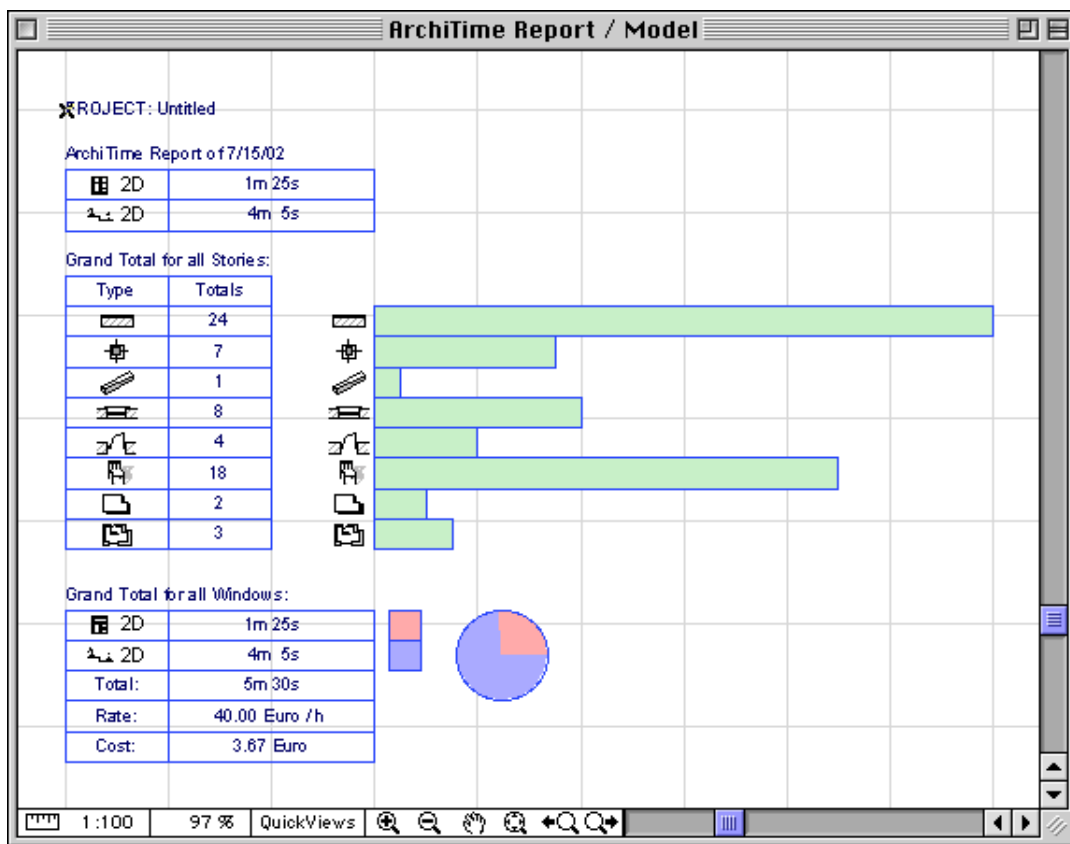 ArchiTime Report / Model
PROJECT: Untitled
ArchiTime Report of 7/15/02
2D 1m 25s
2D 4m 5s
Grand Total for all Stories:
Type Totals
24
7
1
8
4
18
2
3
Grand Total for all Windows:
2D 1m 25s
2D 4m 5s
Total: 5m 30s
Rate: 40.00 Euro /h
Cost: 3.67 Euro
1:100 97 % QuickViews